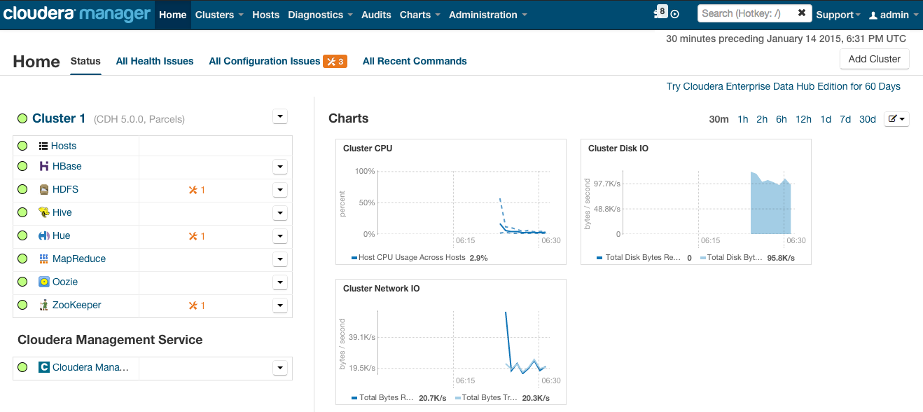 cloudera manager Home Clusters Hosts Diagnostics Audits Charts Administration 8 Search (Hotkey: /) Support admin
30 minutes preceding January 14 2015, 6:31 PM UTC
Home Status All Health Issues All Configuration Issues 3 All Recent Commands Add Cluster
Try Cloudera Enterprise Data Hub Edition for 60 Days
Cluster 1 (CDH 5.0.0, Parcels)
Hosts
HBase
HDFS 1
Hive
Hue 1
MapReduce
Oozie
ZooKeeper 1
Cloudera Management Service
Cloudera Mana...
Charts 30m 1h 2h 6h 12h 1d 7d 30d
Cluster CPU
percent
100%
50%
0%
06:15 06:30
Host CPU Usage Across Hosts 2.9%
Cluster Disk IO
bytes / second
97.7K/s
48.8K/s
0
06:15 06:30
Total Disk Bytes Re... 0 Total Disk Byt... 95.8K/s
Cluster Network IO
bytes / second
39.1K/s
19.5K/s
06:15 06:30
Total Bytes R... 20.7K/s Total Bytes Tr... 20.3K/s